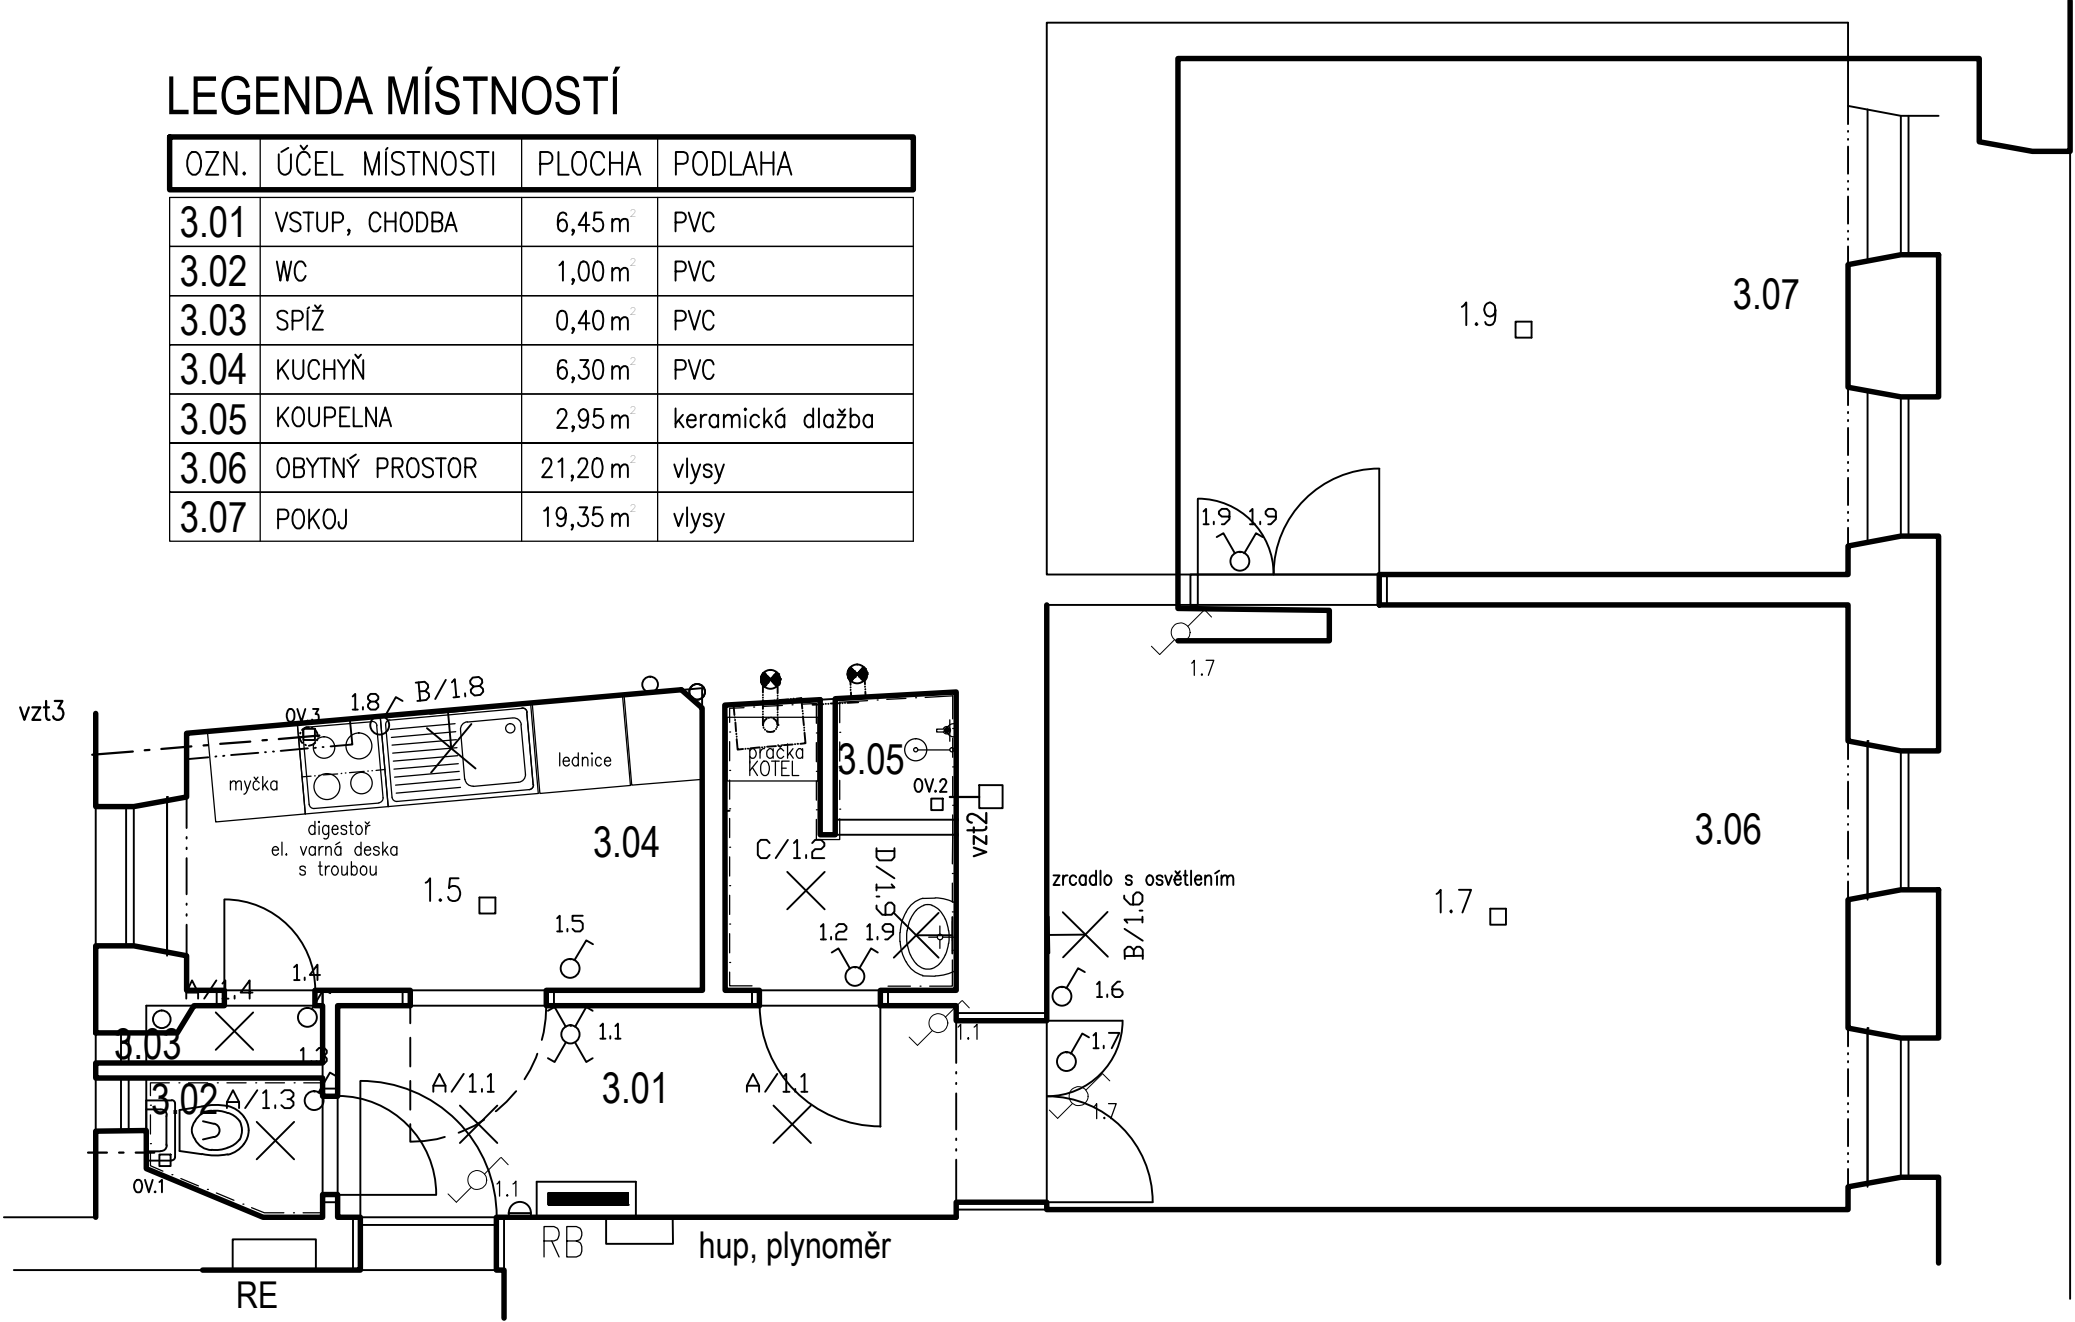 LEGENDA MÍSTNOSTÍ
OZN. ÚČEL MÍSTNOSTI PLOCHA PODLAHA
3.01 VSTUP, CHODBA 6,45 m² PVC
3.02 WC 1,00 m² PVC
3.03 SPÍŽ 0,40 m² PVC
3.04 KUCHYŇ 6,30 m² PVC
3.05 KOUPELNA 2,95 m² keramická dlažba
3.06 OBYTNÝ PROSTOR 21,20 m² vlysy
3.07 POKOJ 19,35 m² vlysy
3.07
1.9
1.9 1.9
1.7
vzt3
OV.3
1.8
B/1.8
myčka
lednice
digestoř
el. varná deska
s troubou
3.04
1.5
1.5
pračka
KOTEL
3.05
OV.2
vzt2
C/1.2
D/1.9
1.2 1.9
zrcadlo s osvětlením
B/1.6
1.6
3.06
1.7
1.4
A/1.4
3.03
1.3
3.02
A/1.3
OV.1
1.1
3.01
A/1.1
A/1.1
1.1
1.1
1.7
1.7
RB
hup, plynoměr
RE